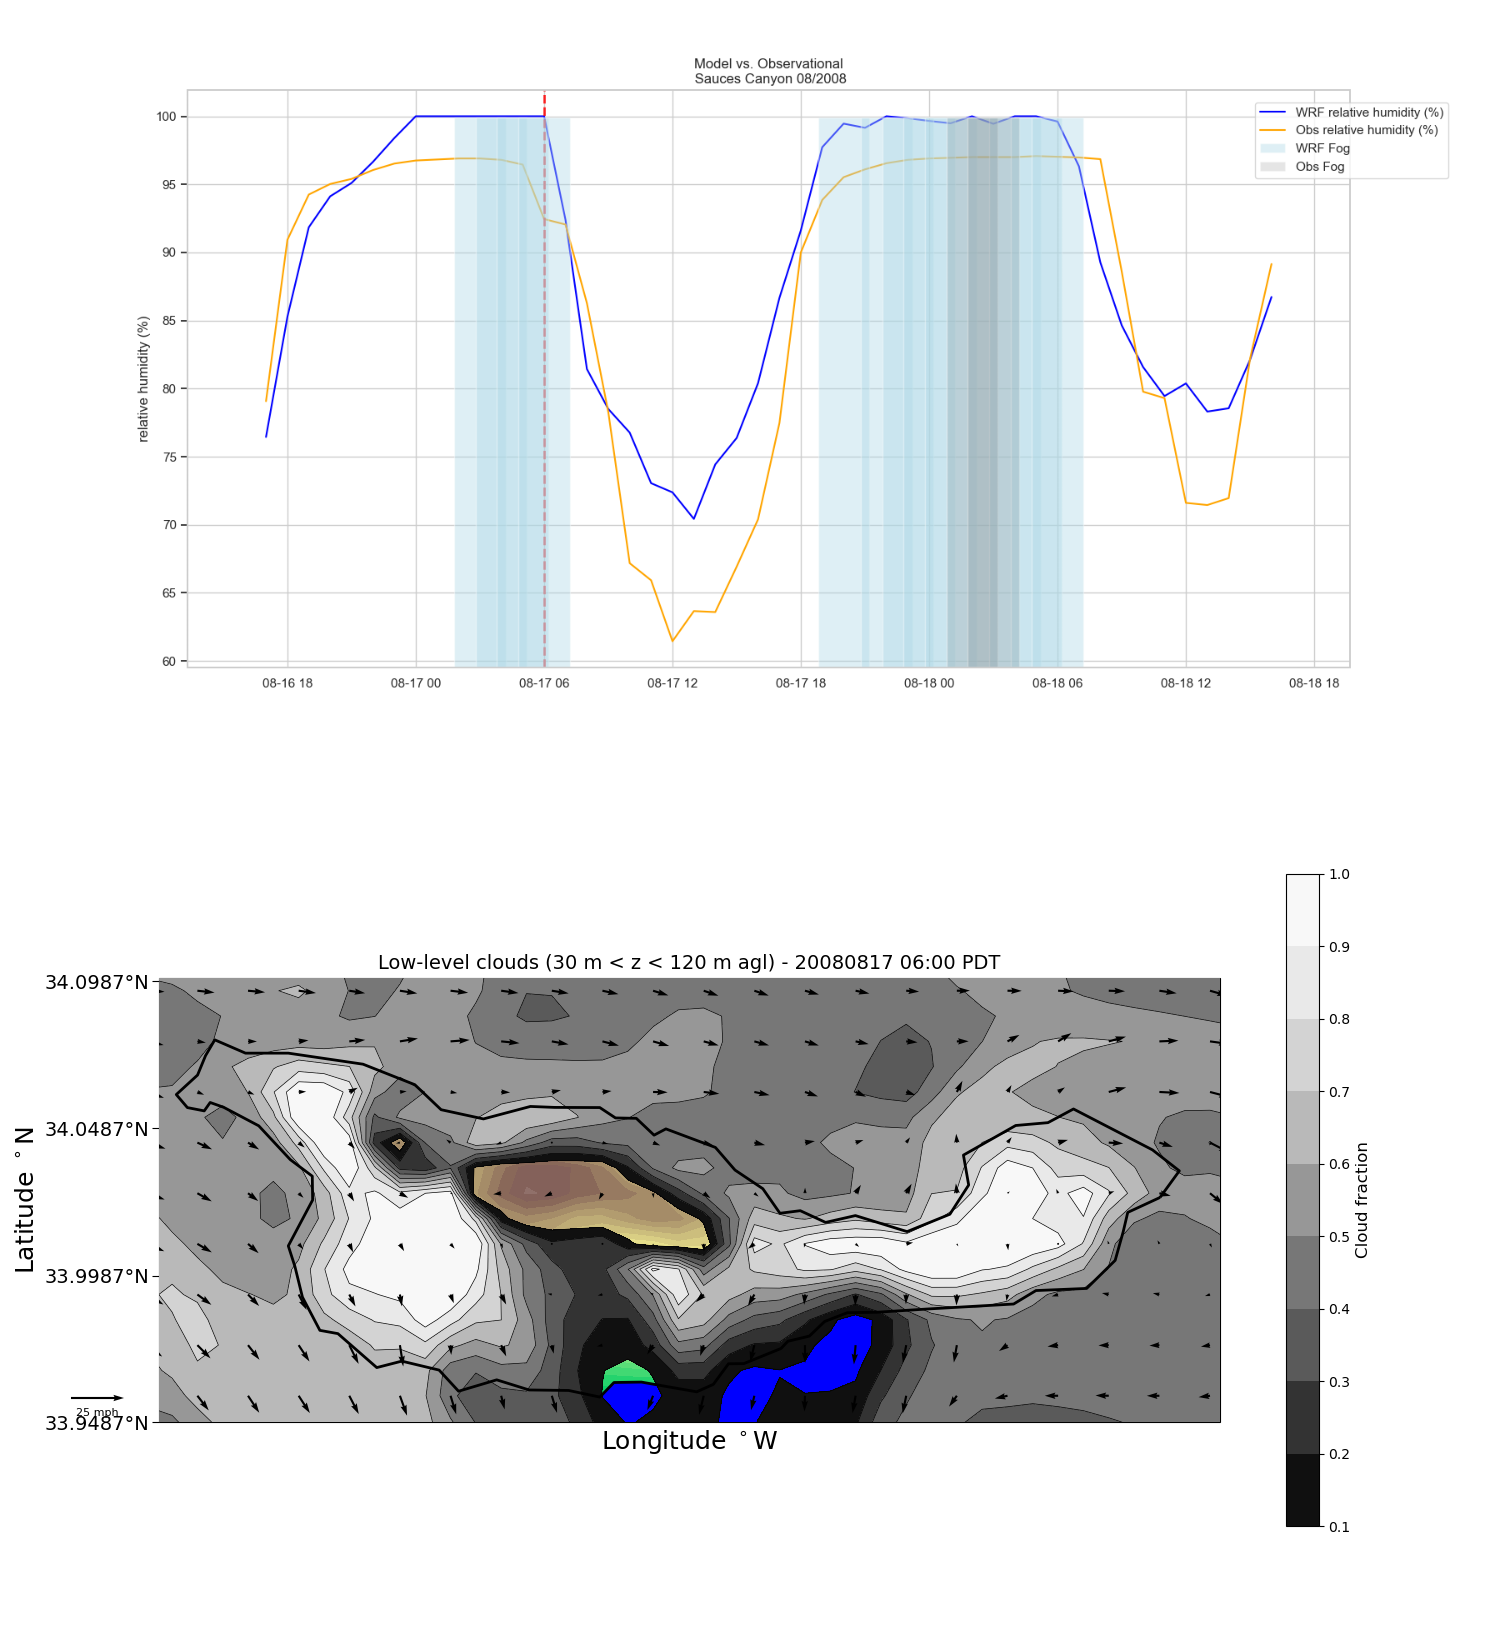 Model vs. Observational
Sauces Canyon 08/2008
100
95
90
85
80
75
70
65
60
relative humidity (%)
WRF relative humidity (%)
Obs relative humidity (%)
WRF Fog
Obs Fog
08-16 18
08-17 00
08-17 06
08-17 12
08-17 18
08-18 00
08-18 06
08-18 12
08-18 18
Low-level clouds (30 m < z < 120 m agl) - 20080817 06:00 PDT
34.0987°N
34.0487°N
33.9987°N
33.9487°N
Latitude °N
25 mph
Longitude °W
1.0
0.9
0.8
0.7
0.6
0.5
0.4
0.3
0.2
0.1
Cloud fraction